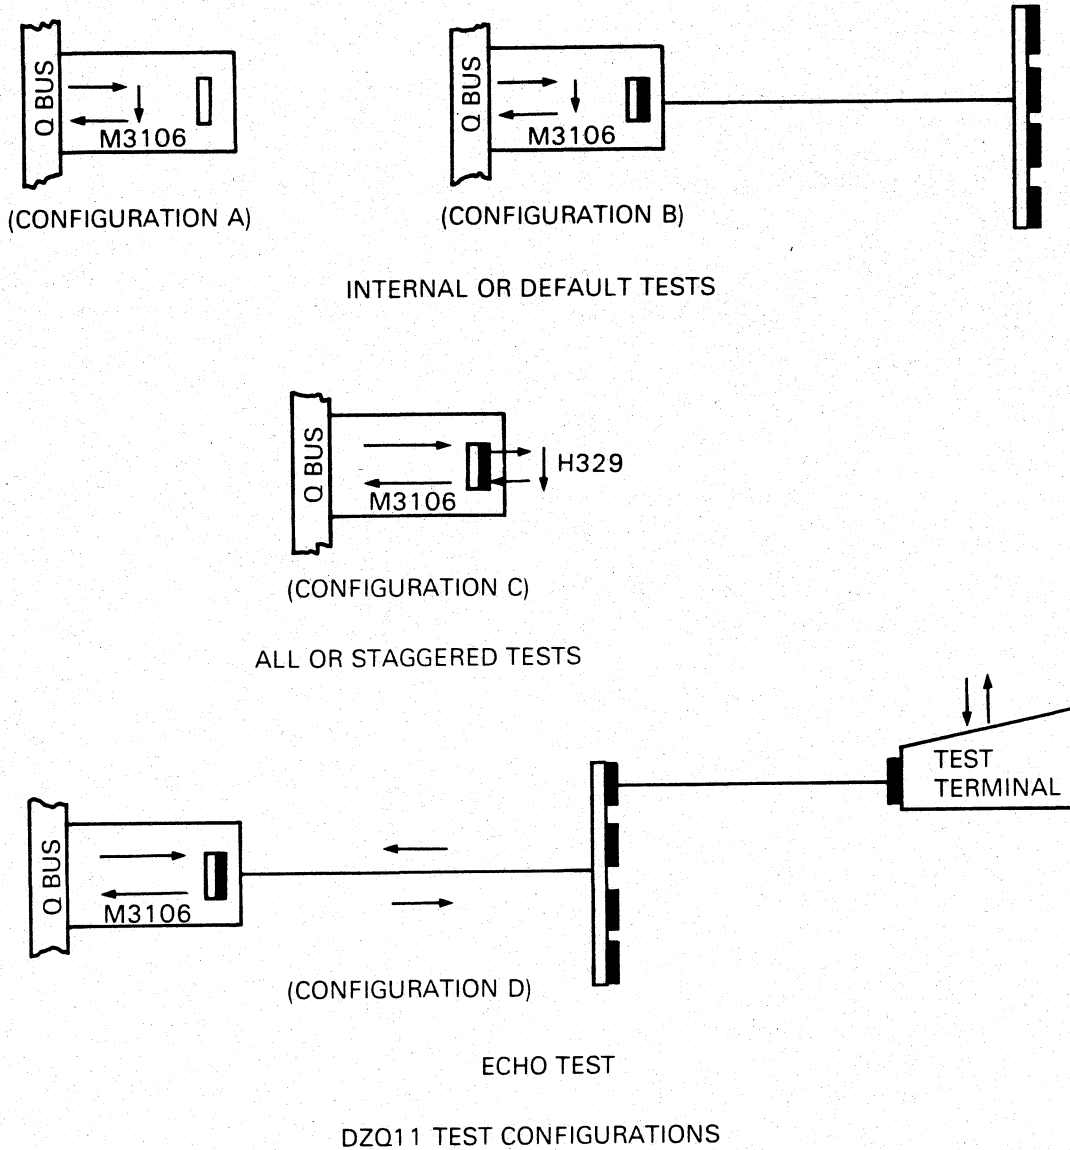 Q BUS
M3106
(CONFIGURATION A)
Q BUS
M3106
(CONFIGURATION B)
INTERNAL OR DEFAULT TESTS
Q BUS
M3106
H329
(CONFIGURATION C)
ALL OR STAGGERED TESTS
TEST
TERMINAL
Q BUS
M3106
(CONFIGURATION D)
ECHO TEST
DZQ11 TEST CONFIGURATIONS